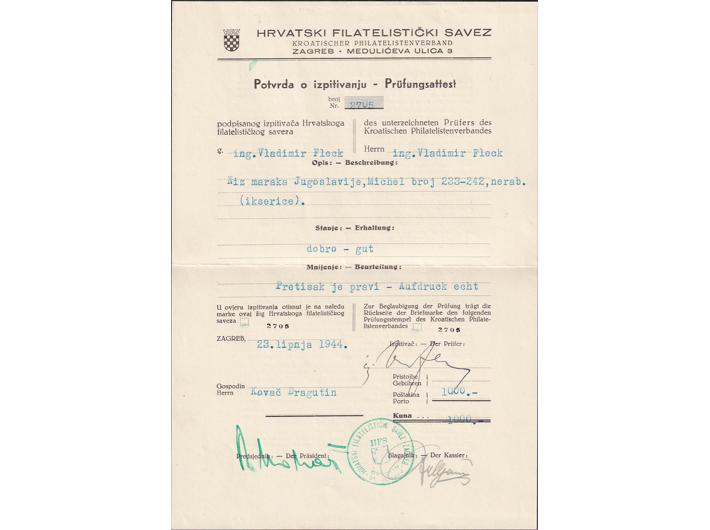 HRVATSKI FILATELISTIČKI SAVEZ
KROATISCHER PHILATELISTENVERBAND
ZAGREB · MEDULIĆEVA ULICA 3
Potvrda o izpitivanju - Prüfungsattest
broj
Nr. 2705
podpisanog izpitivača Hrvatskoga
filatelističkog saveza
des unterzeichneten Prüfers des
Kroatischen Philatelistenverbandes
g. ing.Vladimir Fleck
Herrn ing.Vladimir Fleck
Opis: — Beschreibung:
Niz maraka Jugoslavije,Michel broj 233-242,nerab.
(ikserice).
Stanje: — Erhaltung:
dobro - gut
Mnijenje: — Beurteilung:
Pretisak je pravi - Aufdruck echt
U ovjeru izpitivanja otisnut je na naleđu
marke ovaj žig Hrvatskoga filatelističkog
saveza 2705
Zur Beglaubigung der Prüfung trägt die
Rückseite der Briefmarke den folgenden
Prüfungsstempel des Kroatischen Philate-
listenverbandes 2705
ZAGREB, 23.lipnja 1944.
Izpitivač: — Der Prüfer:
Gospodin
Herrn Kovač Dragutin
Pristojbe
Gebühren
Poštarina
Porto 1000.-
Kuna ... 1000.-
Predsjednik: — Der Präsident:
HFS
Blagajnik: — Der Kassier: